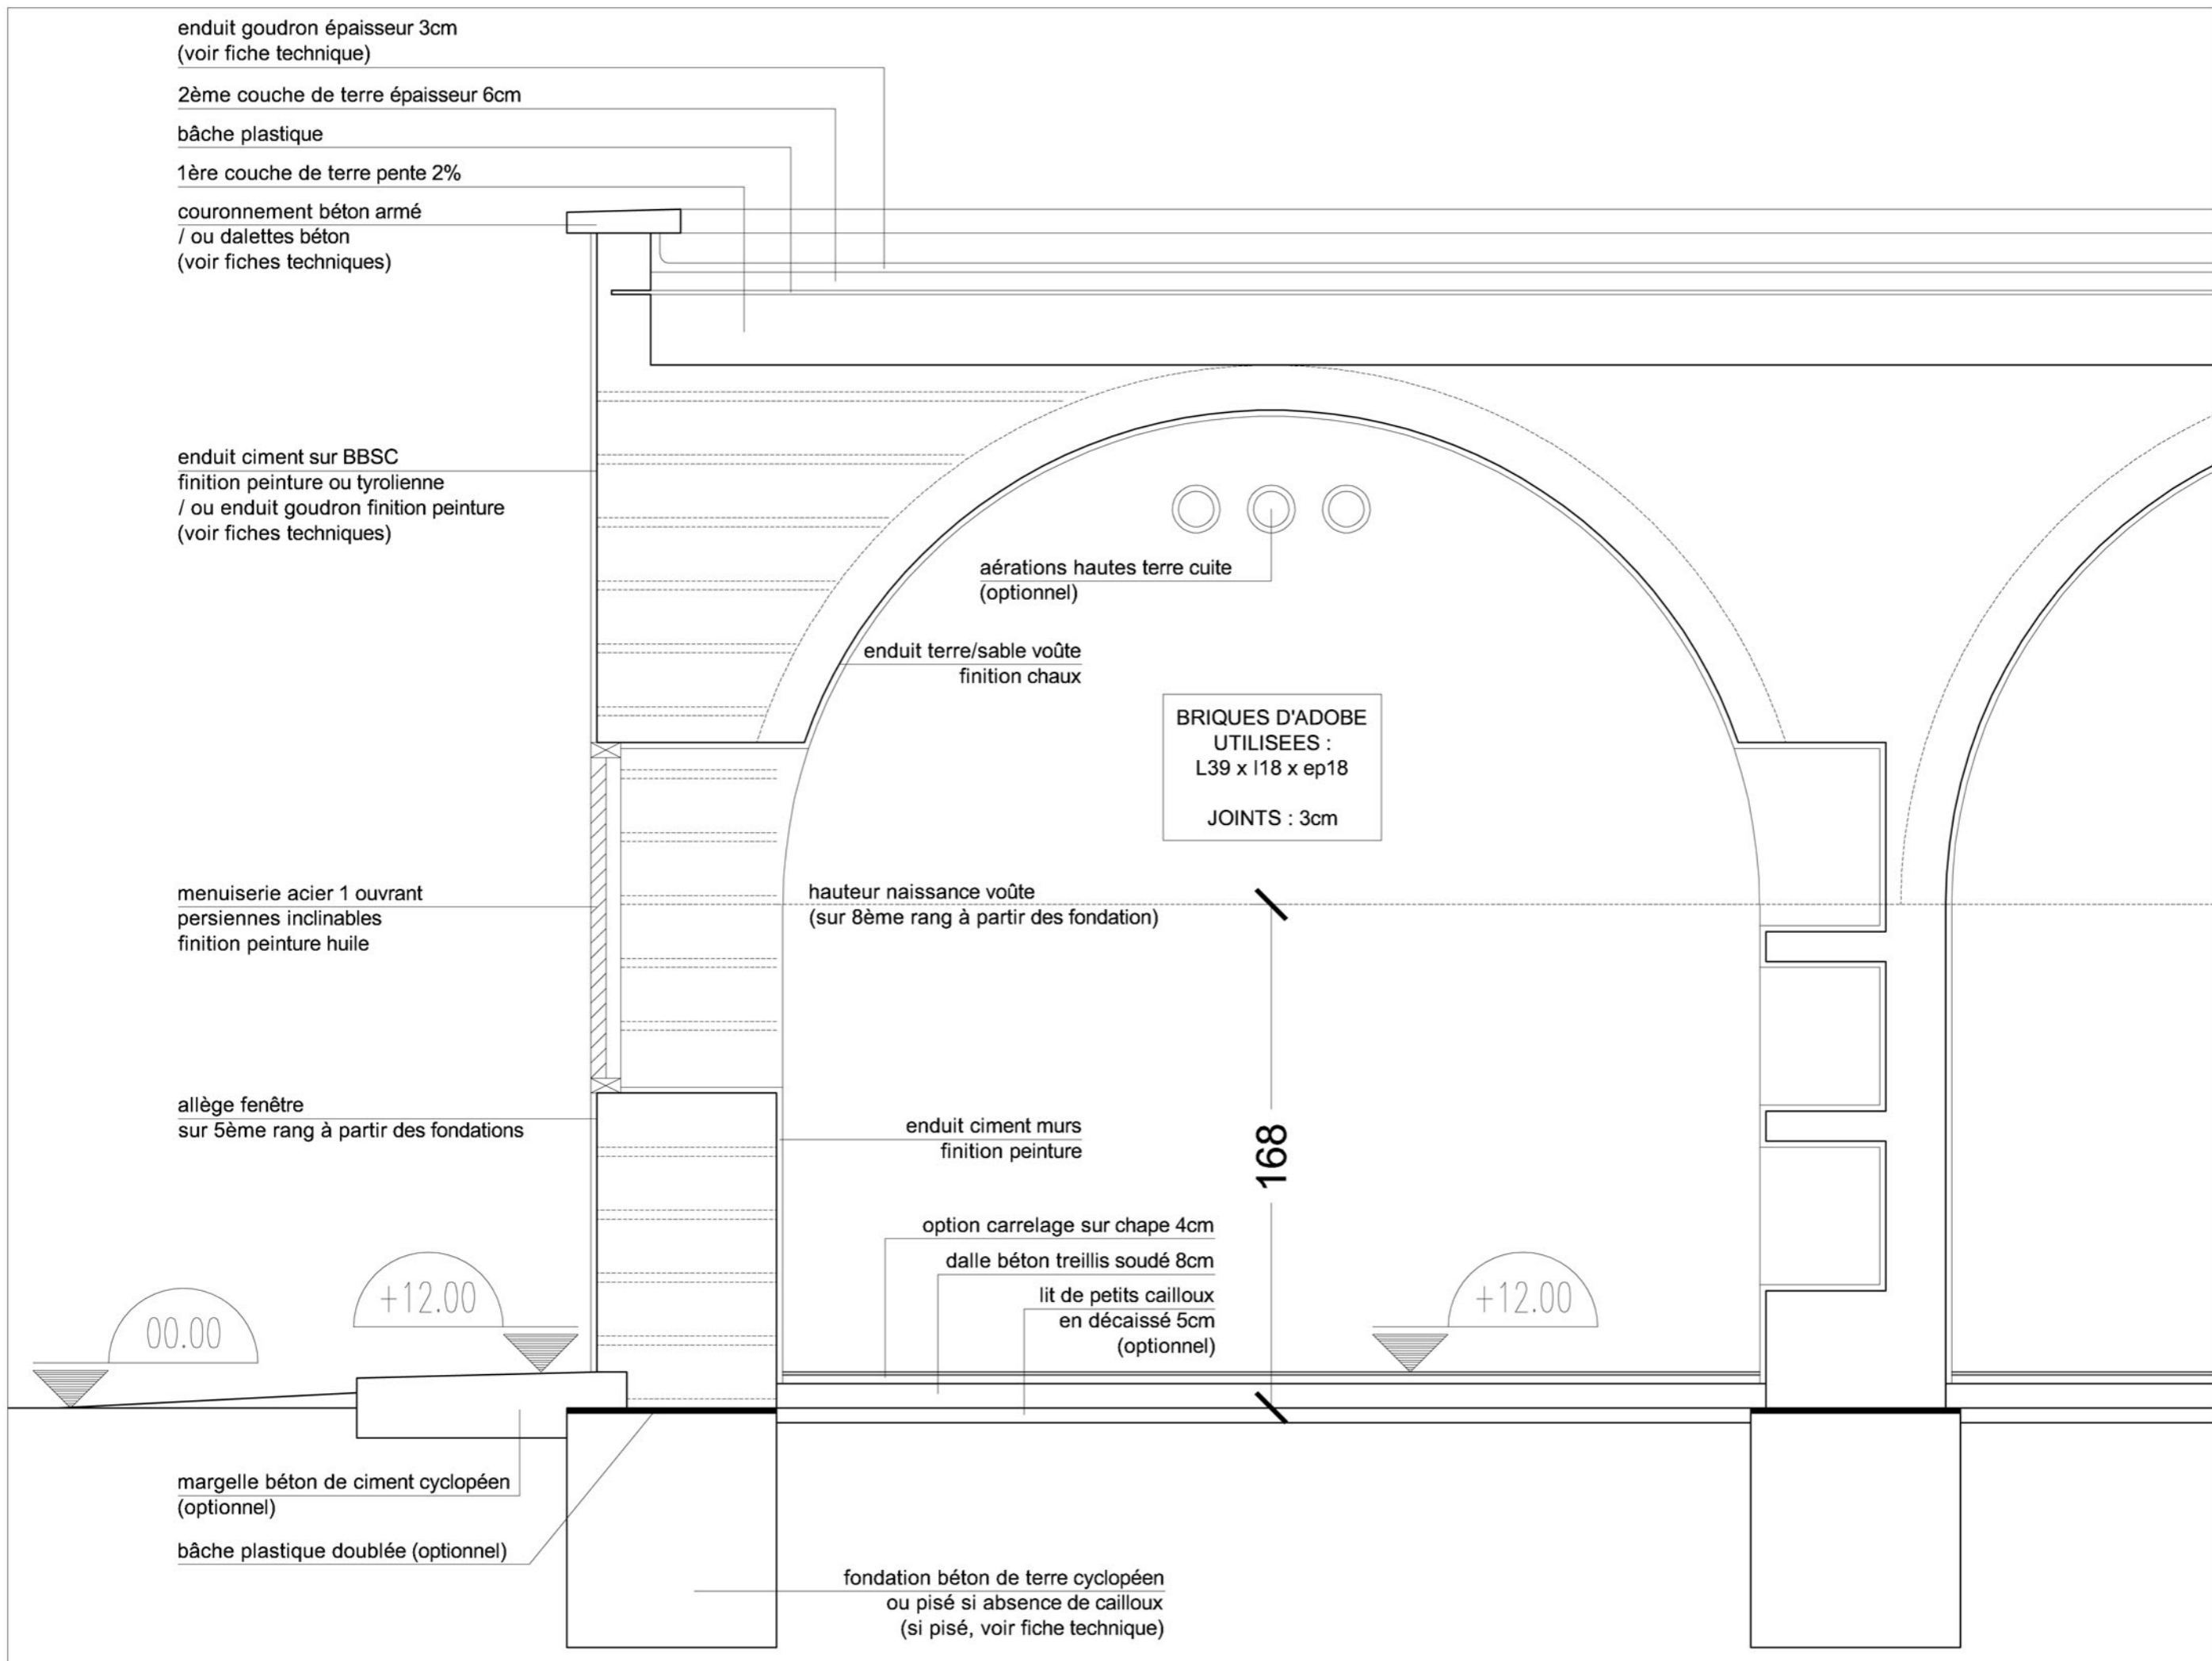 enduit goudron épaisseur 3cm
(voir fiche technique)
2ème couche de terre épaisseur 6cm
bâche plastique
1ère couche de terre pente 2%
couronnement béton armé
/ ou dalettes béton
(voir fiches techniques)
enduit ciment sur BBSC
finition peinture ou tyrolienne
/ ou enduit goudron finition peinture
(voir fiches techniques)
aérations hautes terre cuite
(optionnel)
enduit terre/sable voûte
finition chaux
BRIQUES D'ADOBE
UTILISEES :
L39 x l18 x ep18
JOINTS : 3cm
menuiserie acier 1 ouvrant
persiennes inclinables
finition peinture huile
hauteur naissance voûte
(sur 8ème rang à partir des fondation)
allège fenêtre
sur 5ème rang à partir des fondations
enduit ciment murs
finition peinture
168
option carrelage sur chape 4cm
dalle béton treillis soudé 8cm
lit de petits cailloux
en décaissé 5cm
(optionnel)
00.00
+12.00
+12.00
margelle béton de ciment cyclopéen
(optionnel)
bâche plastique doublée (optionnel)
fondation béton de terre cyclopéen
ou pisé si absence de cailloux
(si pisé, voir fiche technique)